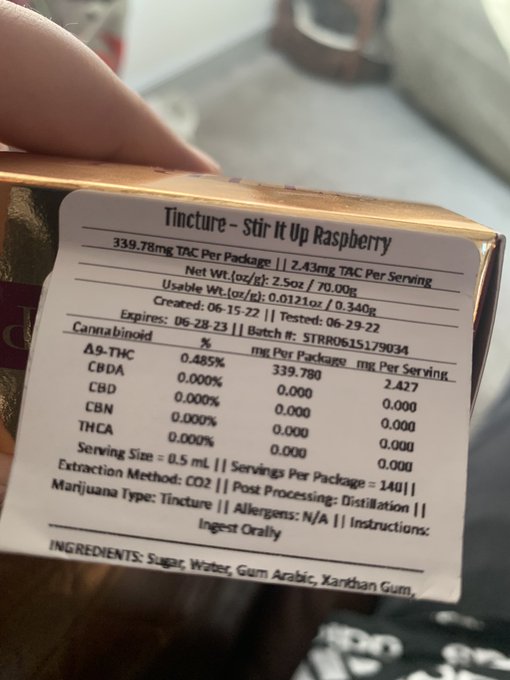 Tincture - Stir It Up Raspberry
339.78mg TAC Per Package || 2.43mg TAC Per Serving
Net Wt.(oz/g): 2.5oz / 70.00g
Usable Wt.(oz/g): 0.0121oz / 0.340g
Created: 06-15-22 || Tested: 06-29-22
Expires: 06-28-23 || Batch #: STRR0615179034
Cannabinoid % mg Per Package mg Per Serving
Δ9-THC 0.485% 339.780 2.427
CBDA 0.000% 0.000 0.000
CBD 0.000% 0.000 0.000
CBN 0.000% 0.000 0.000
THCA 0.000% 0.000 0.000
Serving Size = 0.5 mL || Servings Per Package = 140||
Extraction Method: CO2 || Post Processing: Distillation ||
Marijuana Type: Tincture || Allergens: N/A || Instructions:
Ingest Orally
INGREDIENTS: Sugar, Water, Gum Arabic, Xanthan Gum,